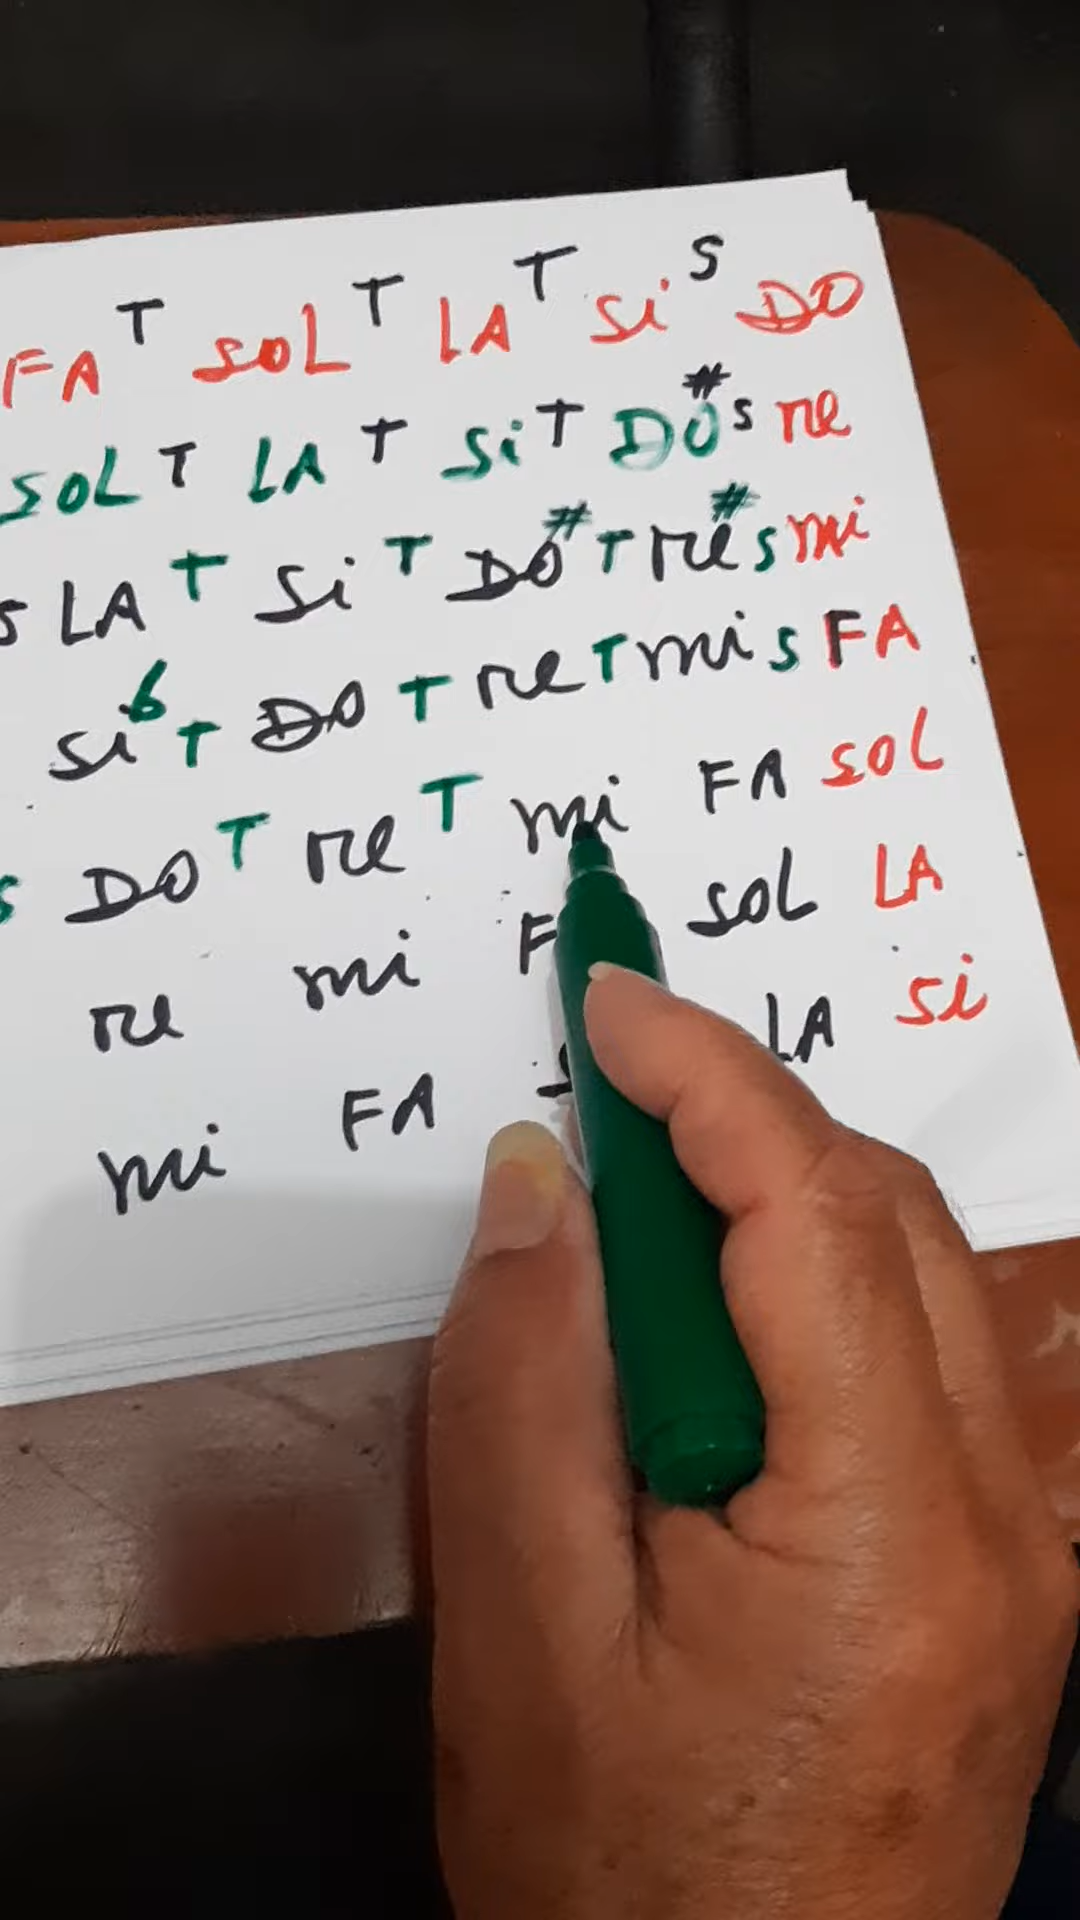 FA T SOL T LA T Si S DO
SOL T LA T Si T DO# S re
S LA T Si T DO# T re# S mi
Sib T DO T re T mi S FA
S DO T re T mi FA SOL
re mi F SOL LA
mi FA S LA Si